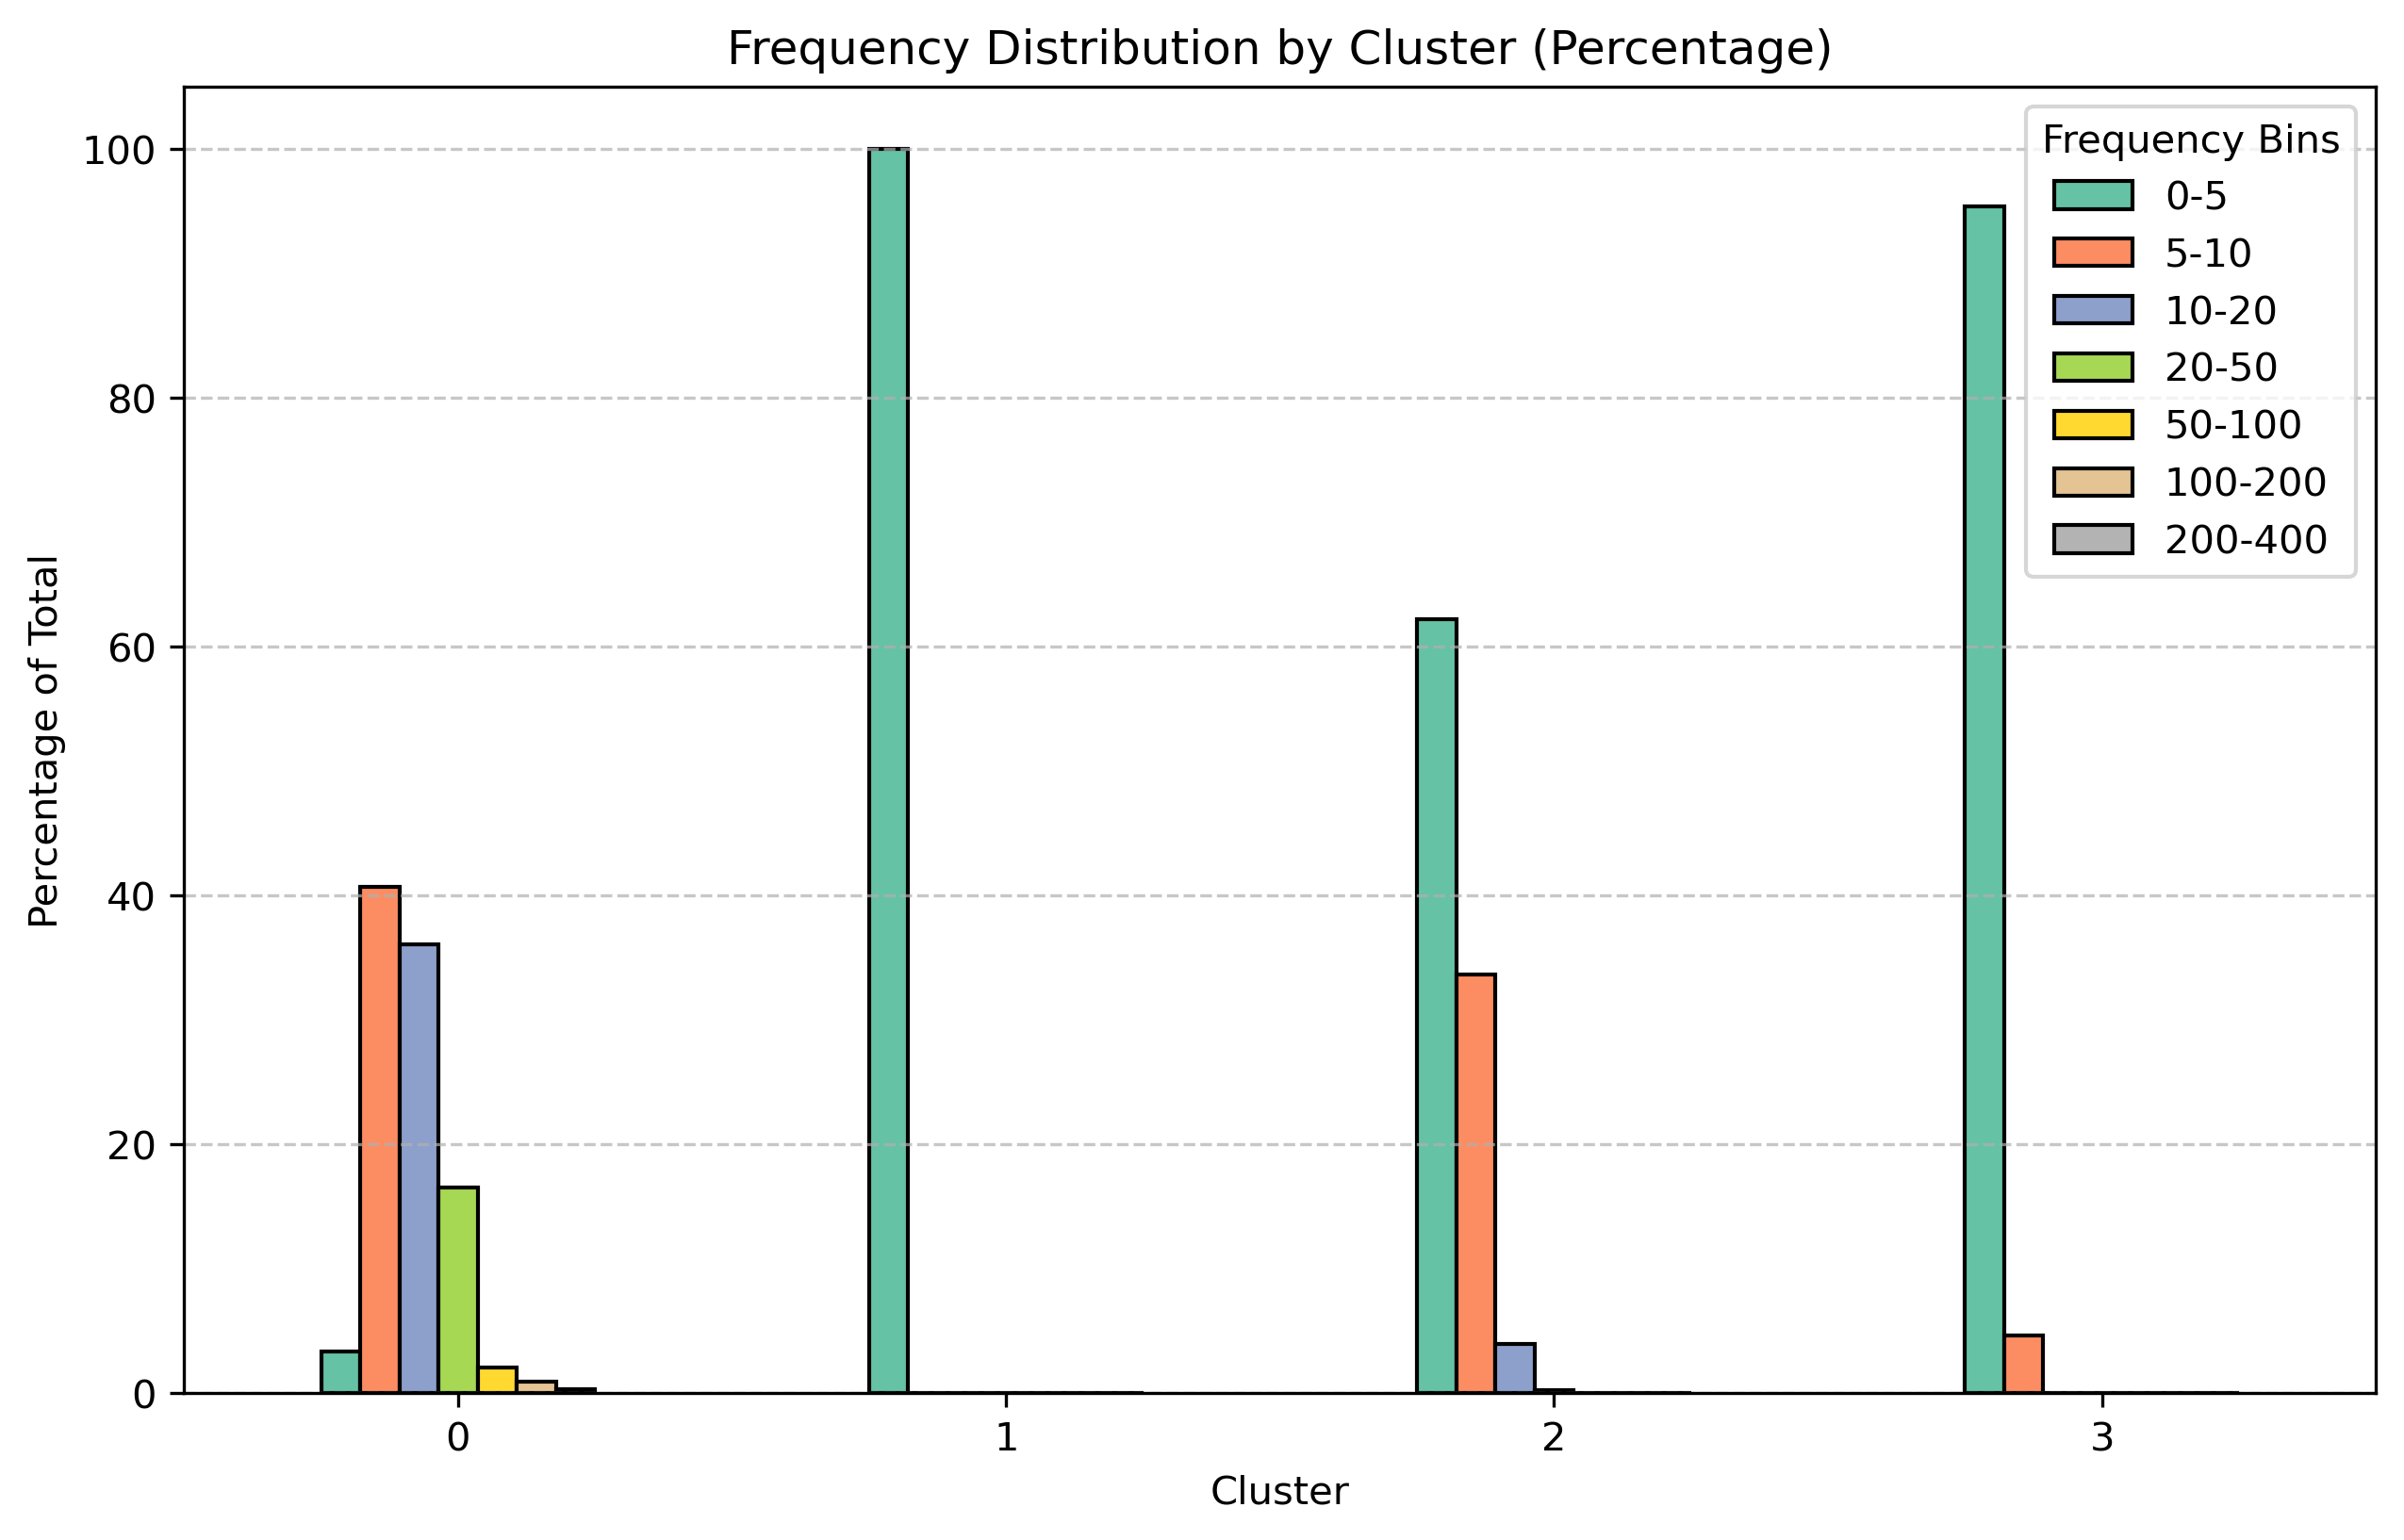 Frequency Distribution by Cluster (Percentage)
Frequency Bins
0-5
5-10
10-20
20-50
50-100
100-200
200-400
Percentage of Total
100
80
60
40
20
0
0 1 2 3
Cluster